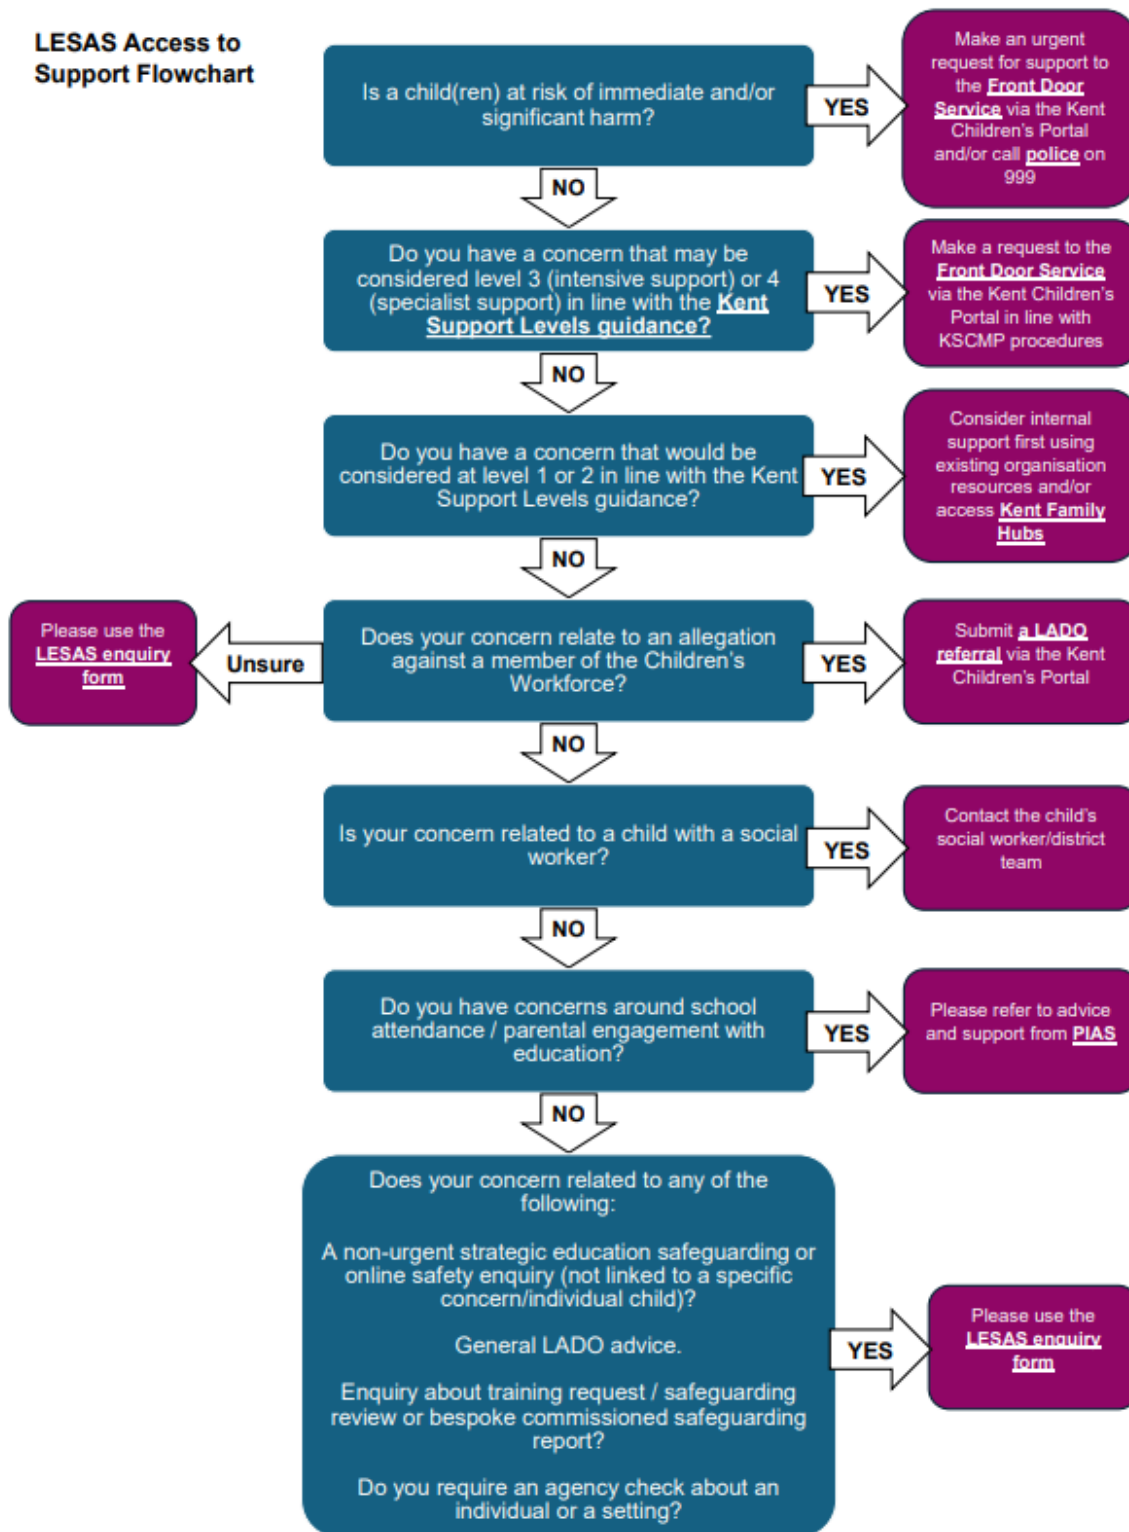 LESAS Access to
Support Flowchart
Is a child(ren) at risk of immediate and/or
significant harm?
YES
Make an urgent
request for support to
the Front Door
Service via the Kent
Children's Portal
and/or call police on
999
NO
Do you have a concern that may be
considered level 3 (intensive support) or 4
(specialist support) in line with the Kent
Support Levels guidance?
YES
Make a request to the
Front Door Service
via the Kent Children's
Portal in line with
KSCMP procedures
NO
Do you have a concern that would be
considered at level 1 or 2 in line with the Kent
Support Levels guidance?
YES
Consider internal
support first using
existing organisation
resources and/or
access Kent Family
Hubs
NO
Please use the
LESAS enquiry
form
Unsure
Does your concern relate to an allegation
against a member of the Children's
Workforce?
YES
Submit a LADO
referral via the Kent
Children's Portal
NO
Is your concern related to a child with a social
worker?
YES
Contact the child's
social worker/district
team
NO
Do you have concerns around school
attendance / parental engagement with
education?
YES
Please refer to advice
and support from PIAS
NO
Does your concern related to any of the
following:
A non-urgent strategic education safeguarding or
online safety enquiry (not linked to a specific
concern/individual child)?
General LADO advice.
Enquiry about training request / safeguarding
review or bespoke commissioned safeguarding
report?
Do you require an agency check about an
individual or a setting?
YES
Please use the
LESAS enquiry
form